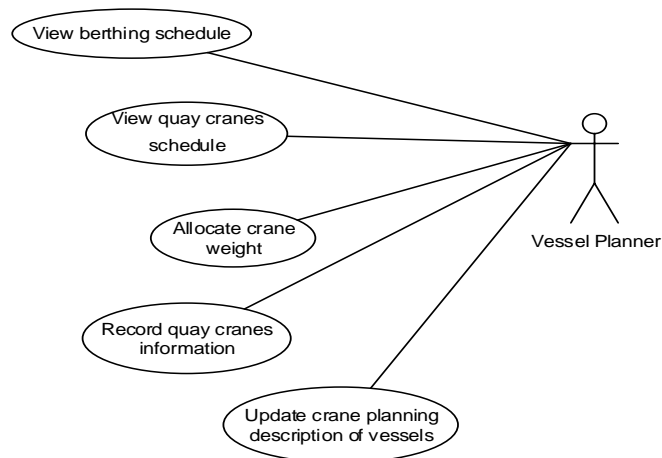 View berthing schedule
View quay cranes
schedule
Allocate crane
weight
Vessel Planner
Record quay cranes
information
Update crane planning
description of vessels